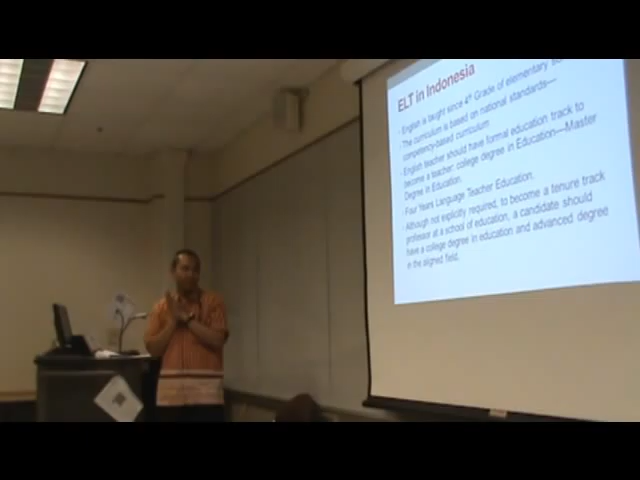 ELT in Indonesia
- English is taught since 4th Grade of elementary
- The curriculum is based on national standards—
competency-based curriculum
- English teacher should have formal education track to
become a teacher: college degree in Education—Master
Degree in Education.
- Four Years Language Teacher Education.
- Although not explicitly required, to become a tenure track
professor at a school of education, a candidate should
have a college degree in education and advanced degree
in the aligned field.